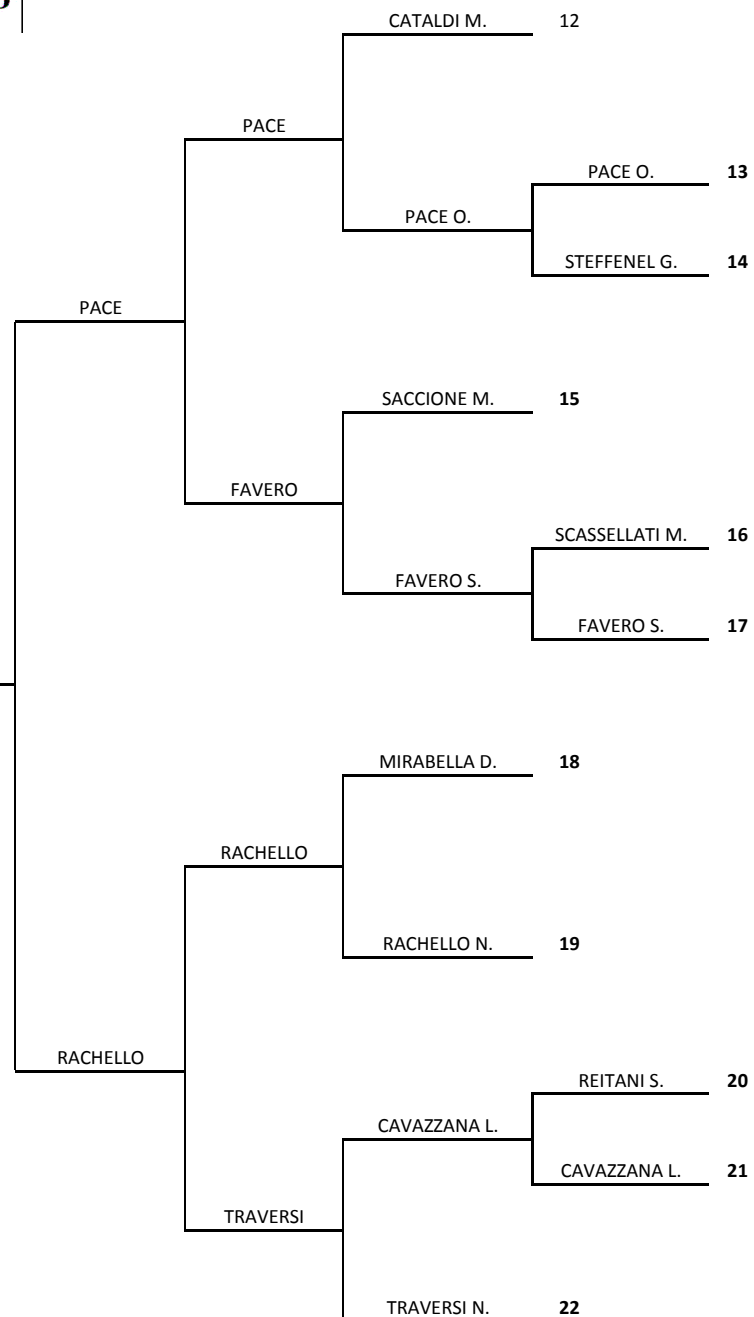 CATALDI M. 12
PACE
PACE O. 13
PACE O.
STEFFENEL G. 14
PACE
SACCIONE M. 15
FAVERO
SCASSELLATI M. 16
FAVERO S.
FAVERO S. 17
MIRABELLA D. 18
RACHELLO
RACHELLO N. 19
RACHELLO
REITANI S. 20
CAVAZZANA L.
CAVAZZANA L. 21
TRAVERSI
TRAVERSI N. 22